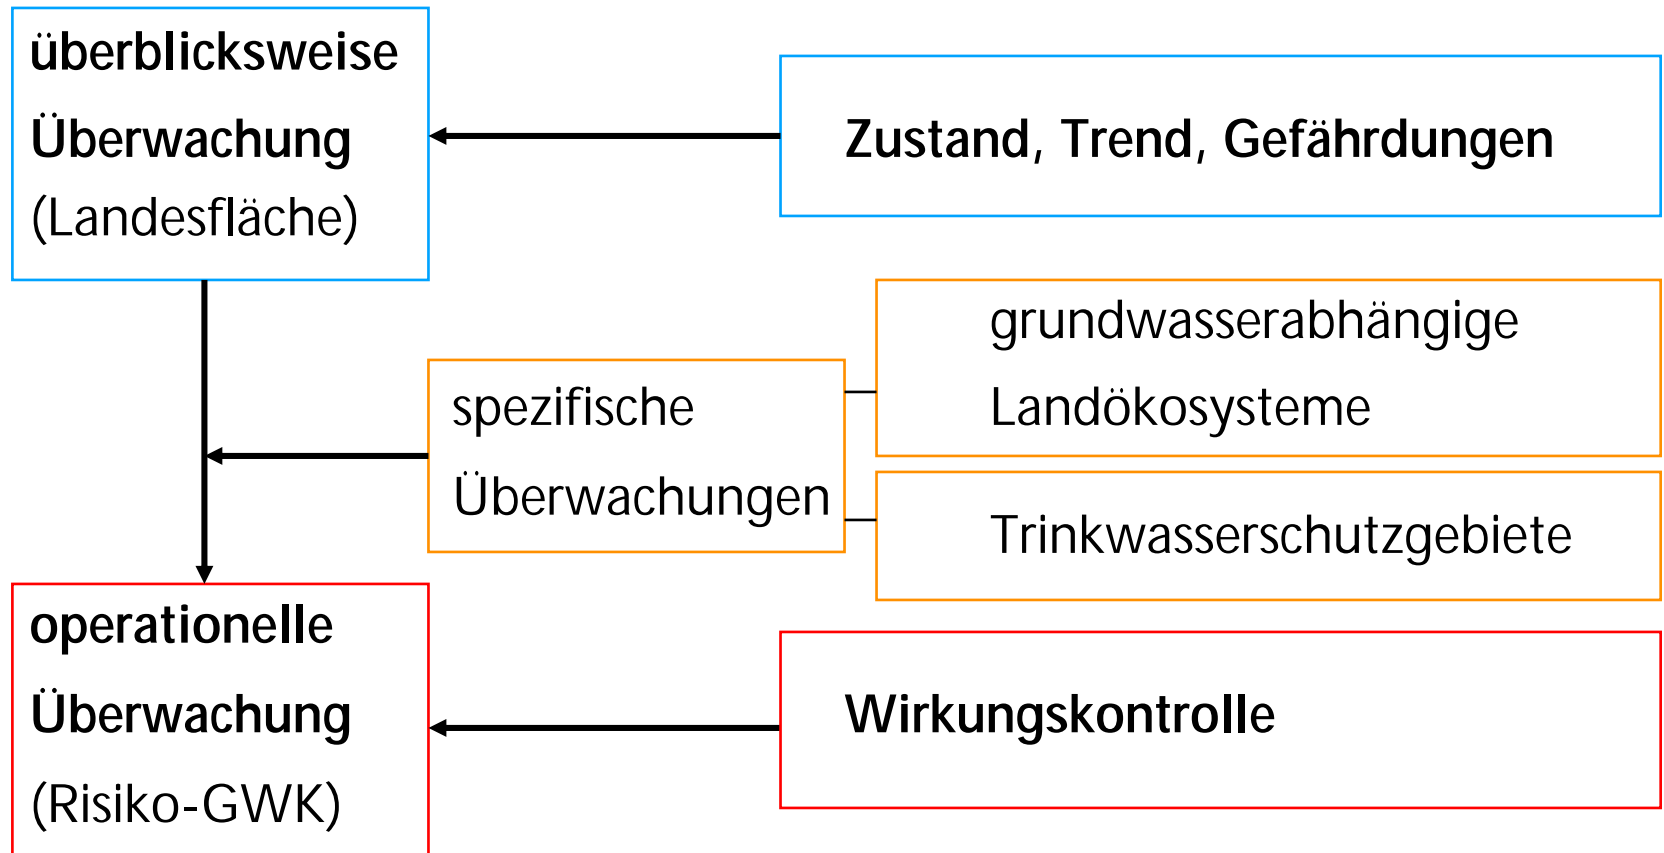 überblicksweise
Überwachung
(Landesfläche)
Zustand, Trend, Gefährdungen
grundwasserabhängige
Landökosysteme
spezifische
Überwachungen
Trinkwasserschutzgebiete
operationelle
Überwachung
(Risiko-GWK)
Wirkungskontrolle